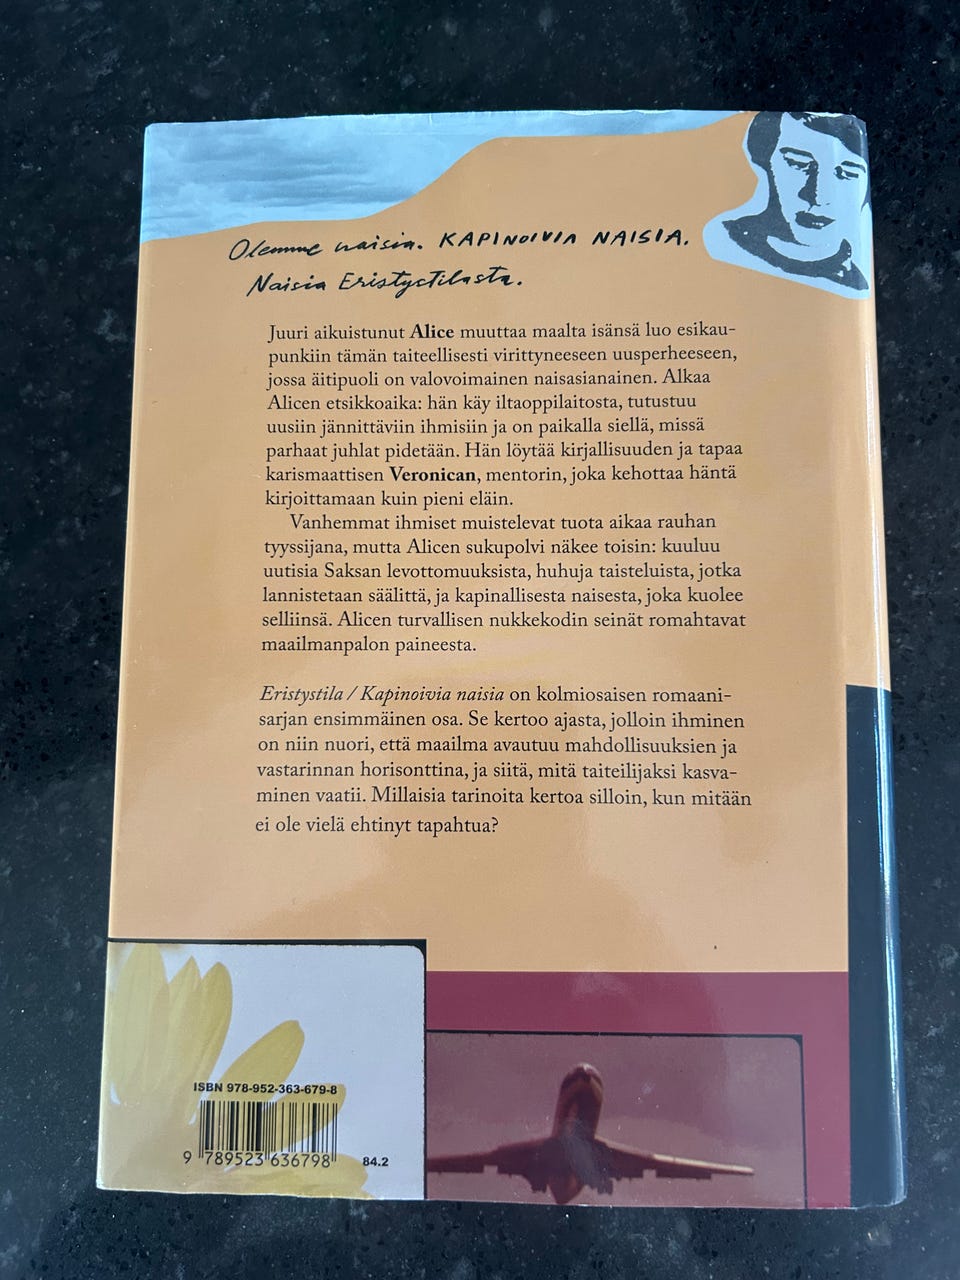 Olemme naisia. KAPINOIVIA NAISIA.
Naisia Eristystilasta.
Juuri aikuistunut Alice muuttaa maalta isänsä luo esikau-
punkiin tämän taiteellisesti virittyneeseen uusperheeseen,
jossa äitipuoli on valovoimainen naisasianainen. Alkaa
Alicen etsikkoaika: hän käy iltaoppilaitosta, tutustuu
uusiin jännittäviin ihmisiin ja on paikalla siellä, missä
parhaat juhlat pidetään. Hän löytää kirjallisuuden ja tapaa
karismaattisen Veronican, mentorin, joka kehottaa häntä
kirjoittamaan kuin pieni eläin.
Vanhemmat ihmiset muistelevat tuota aikaa rauhan
tyyssijana, mutta Alicen sukupolvi näkee toisin: kuuluu
uutisia Saksan levottomuuksista, huhuja taisteluista, jotka
lannistetaan säälittä, ja kapinallisesta naisesta, joka kuolee
selliinsä. Alicen turvallisen nukkekodin seinät romahtavat
maailmanpalon paineesta.
Eristystila / Kapinoivia naisia on kolmiosaisen romaani-
sarjan ensimmäinen osa. Se kertoo ajasta, jolloin ihminen
on niin nuori, että maailma avautuu mahdollisuuksien ja
vastarinnan horisonttina, ja siitä, mitä taiteilijaksi kasva-
minen vaatii. Millaisia tarinoita kertoa silloin, kun mitään
ei ole vielä ehtinyt tapahtua?
ISBN 978-952-363-679-8
9 789523 636798
84.2